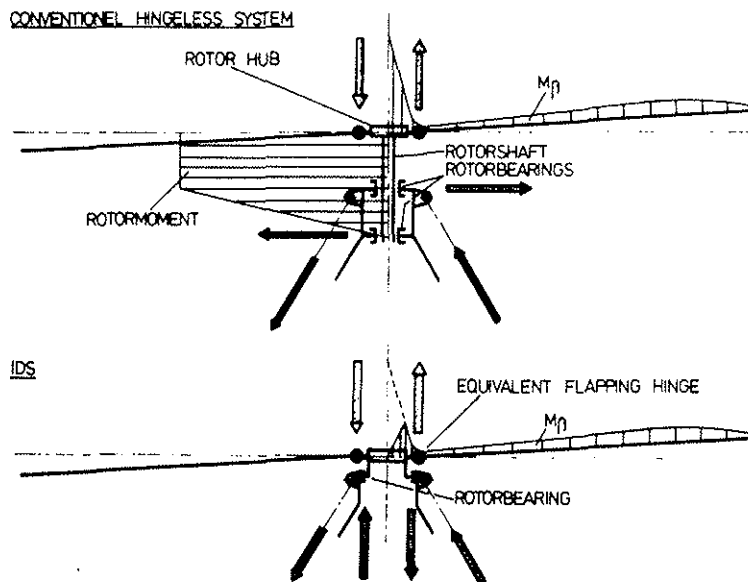 CONVENTIONEL HINGELESS SYSTEM
ROTOR HUB
Mβ
ROTORSHAFT
ROTORBEARINGS
ROTORMOMENT
IDS
EQUIVALENT FLAPPING HINGE
Mβ
ROTORBEARING